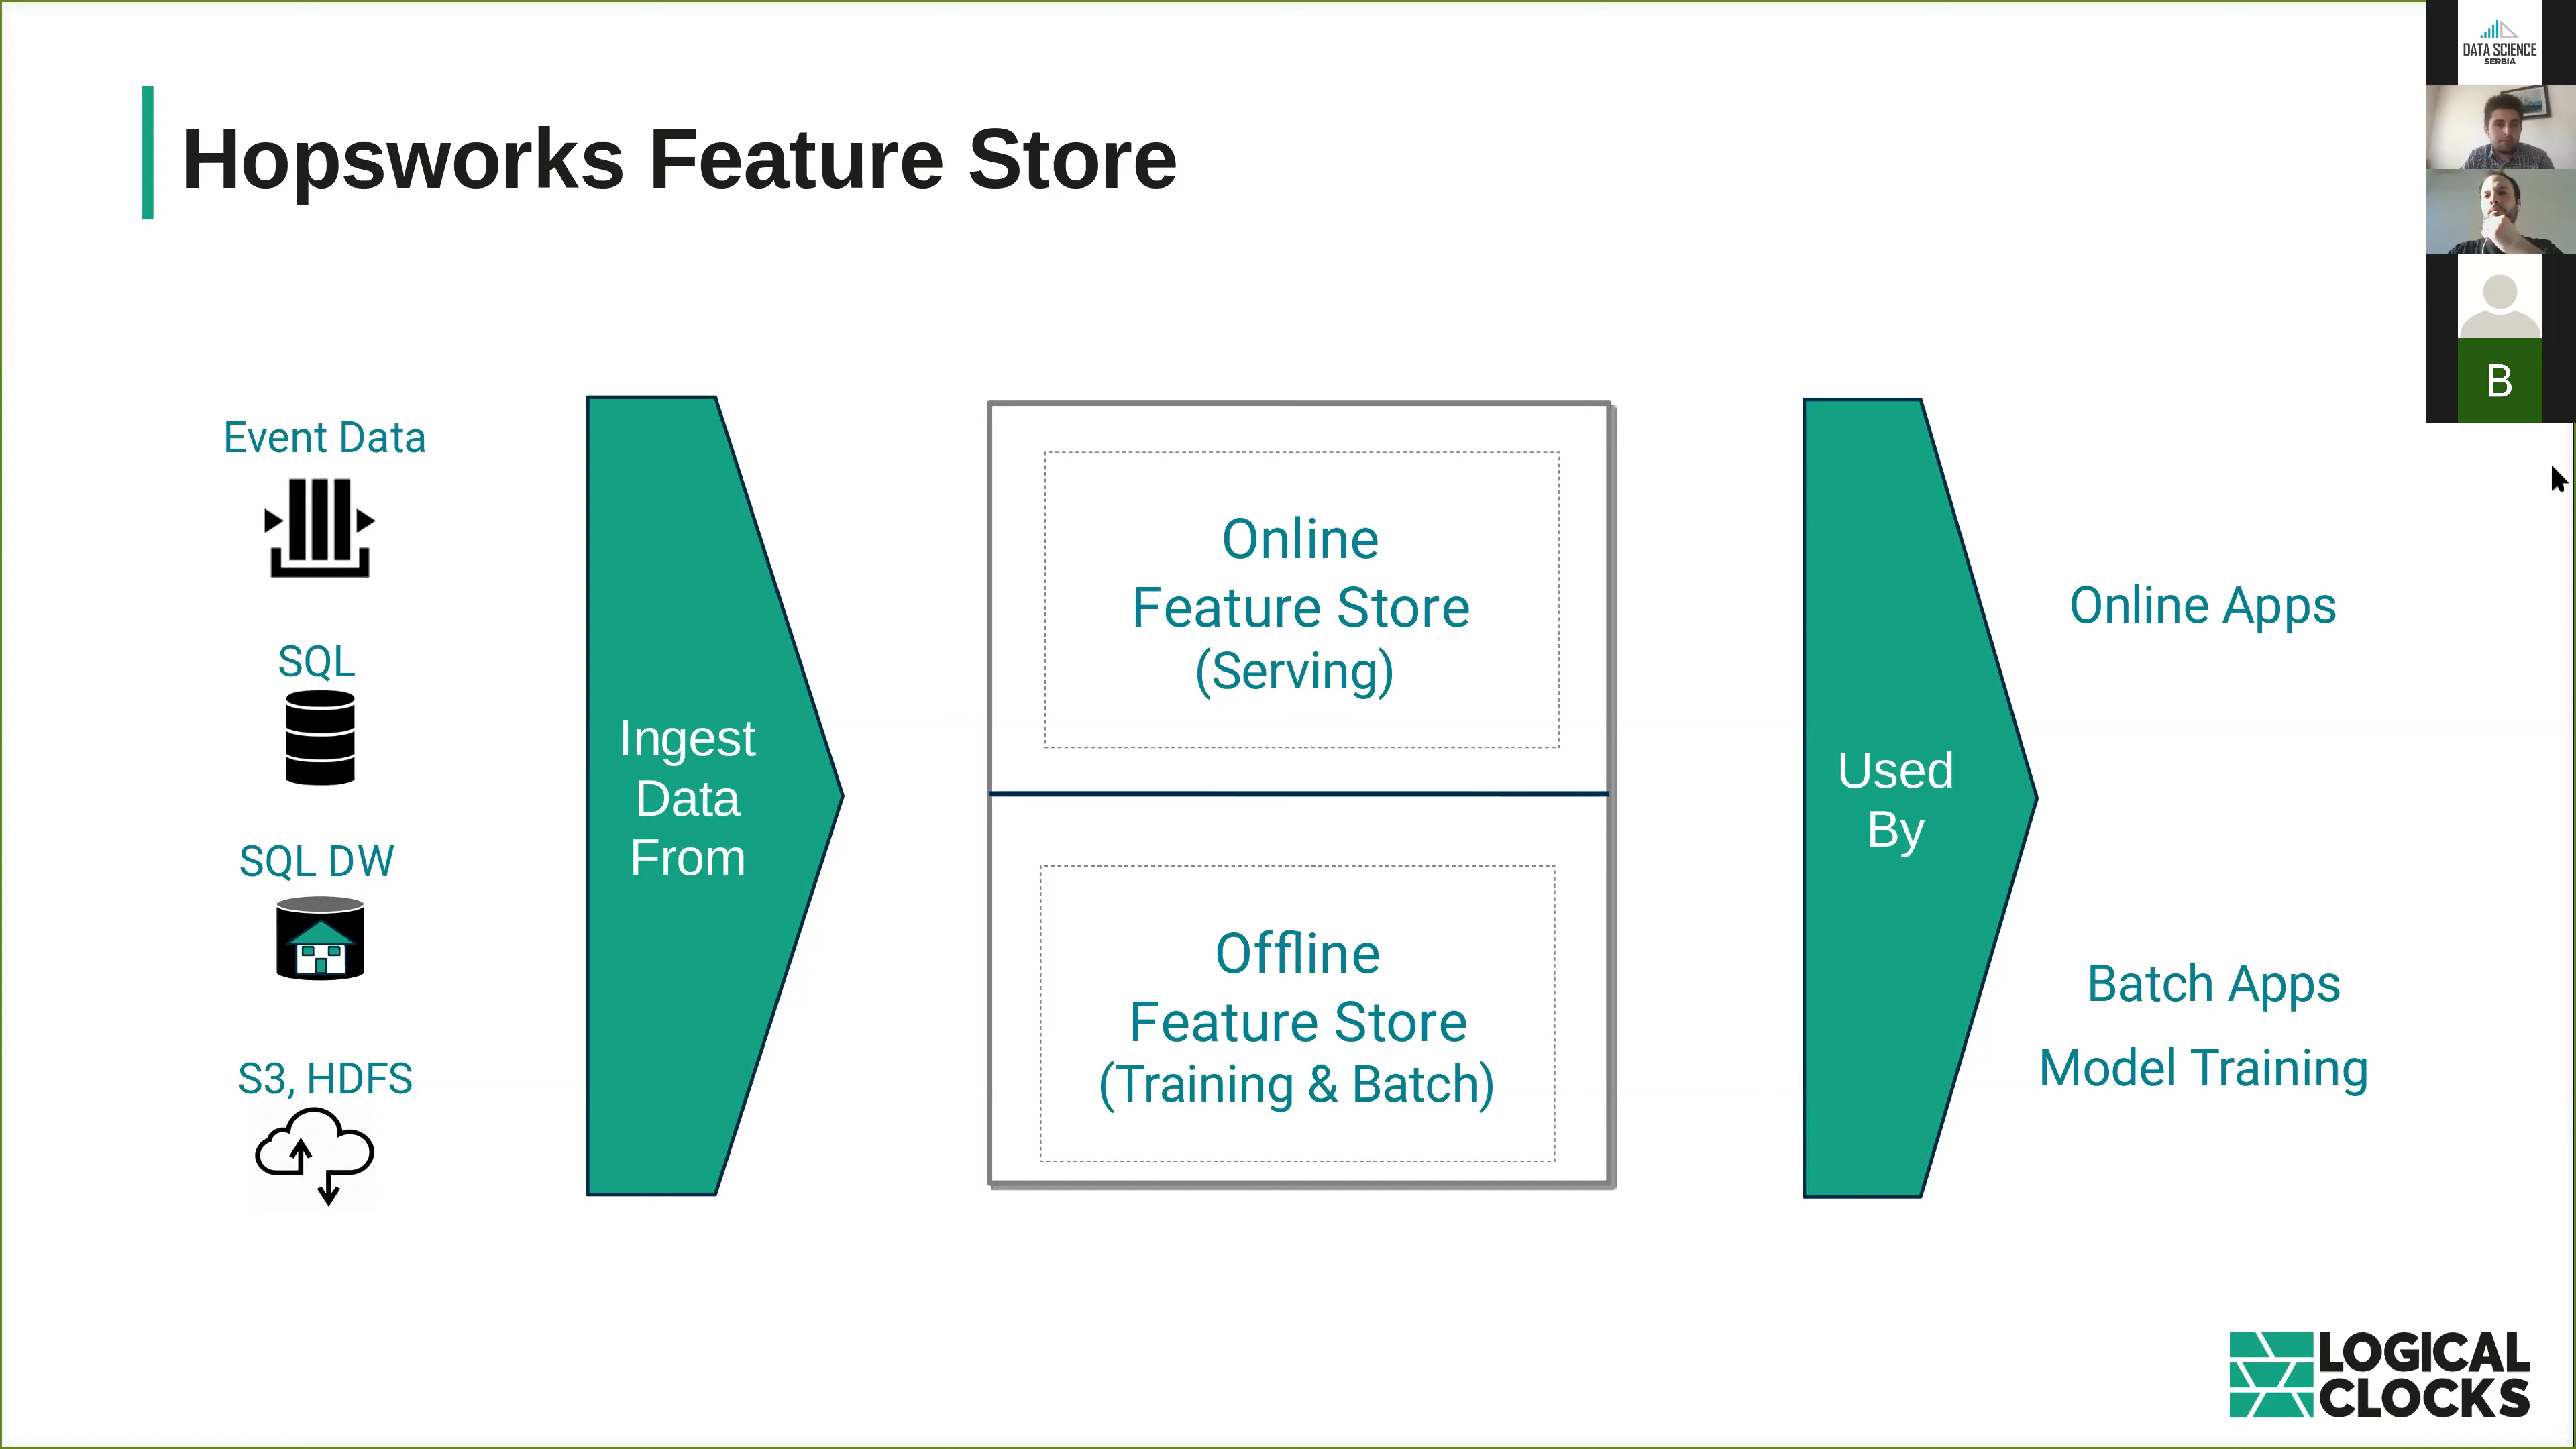 Hopsworks Feature Store
DATA SCIENCE
SERBIA
B
Event Data
SQL
SQL DW
S3, HDFS
Ingest
Data
From
Online
Feature Store
(Serving)
Offline
Feature Store
(Training & Batch)
Used
By
Online Apps
Batch Apps
Model Training
LOGICAL
CLOCKS